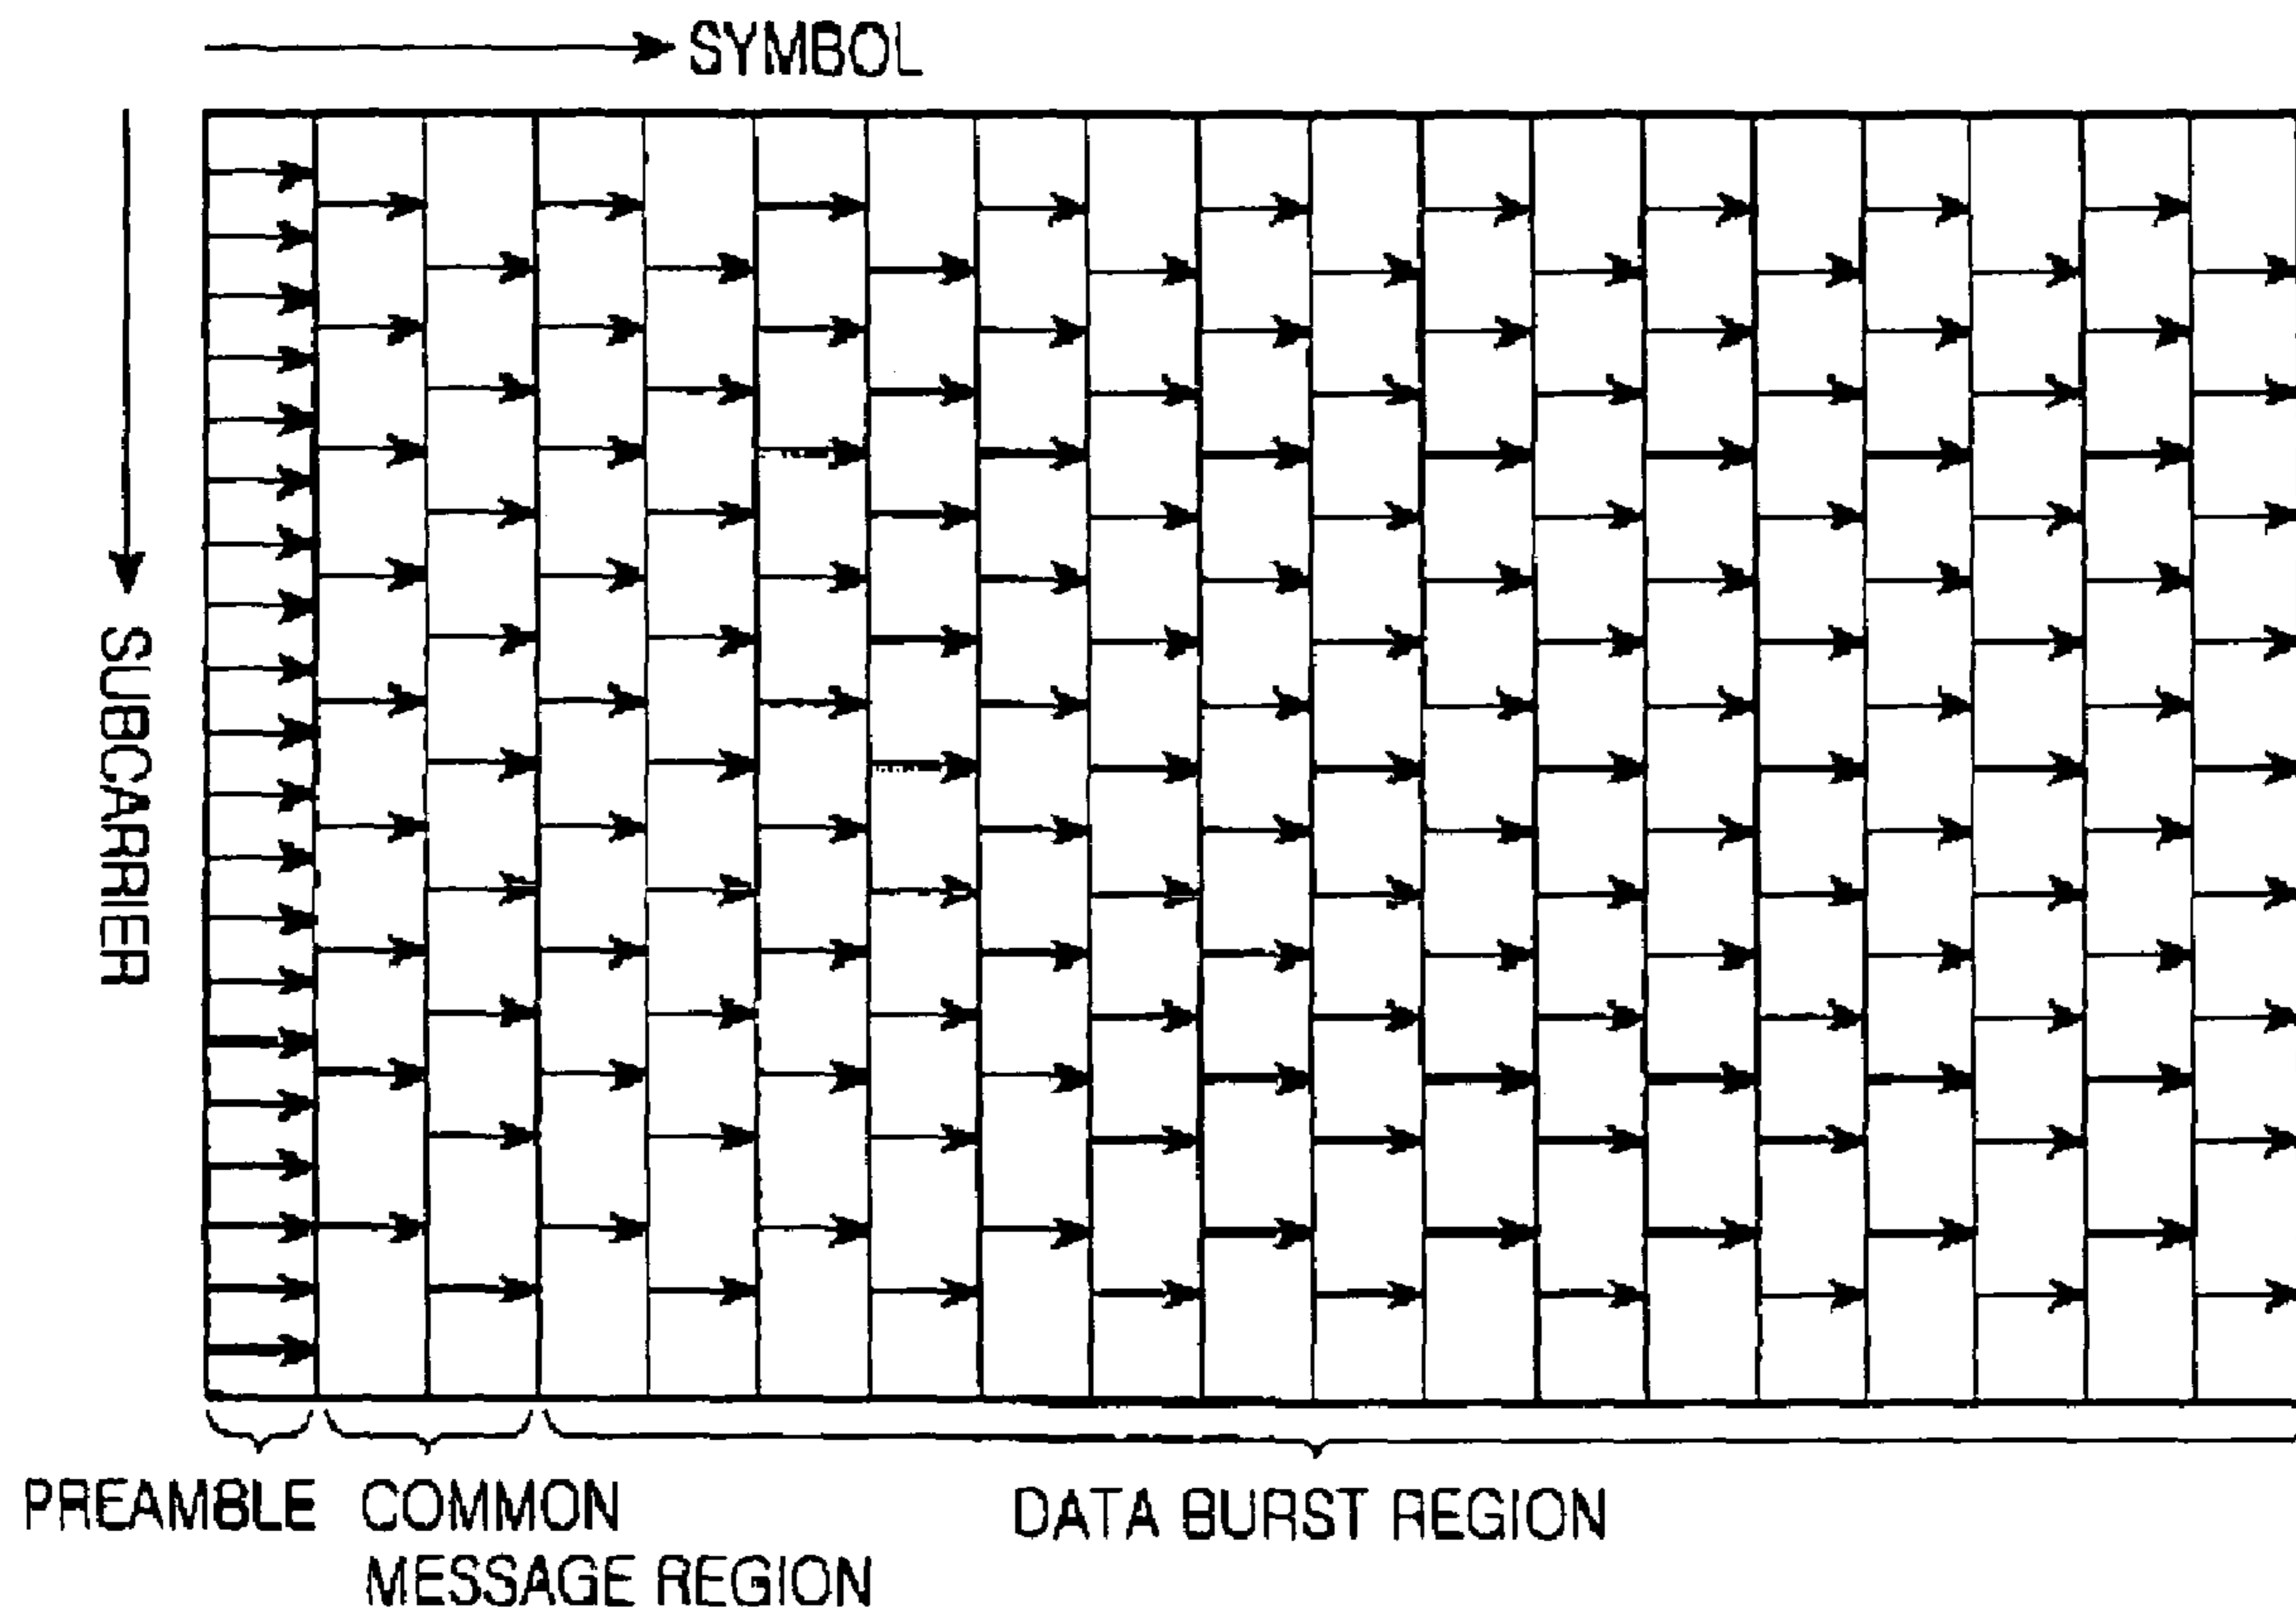 SYMBOL
SUBCARRIER
PREAMBLE
COMMON
MESSAGE REGION
DATA BURST REGION